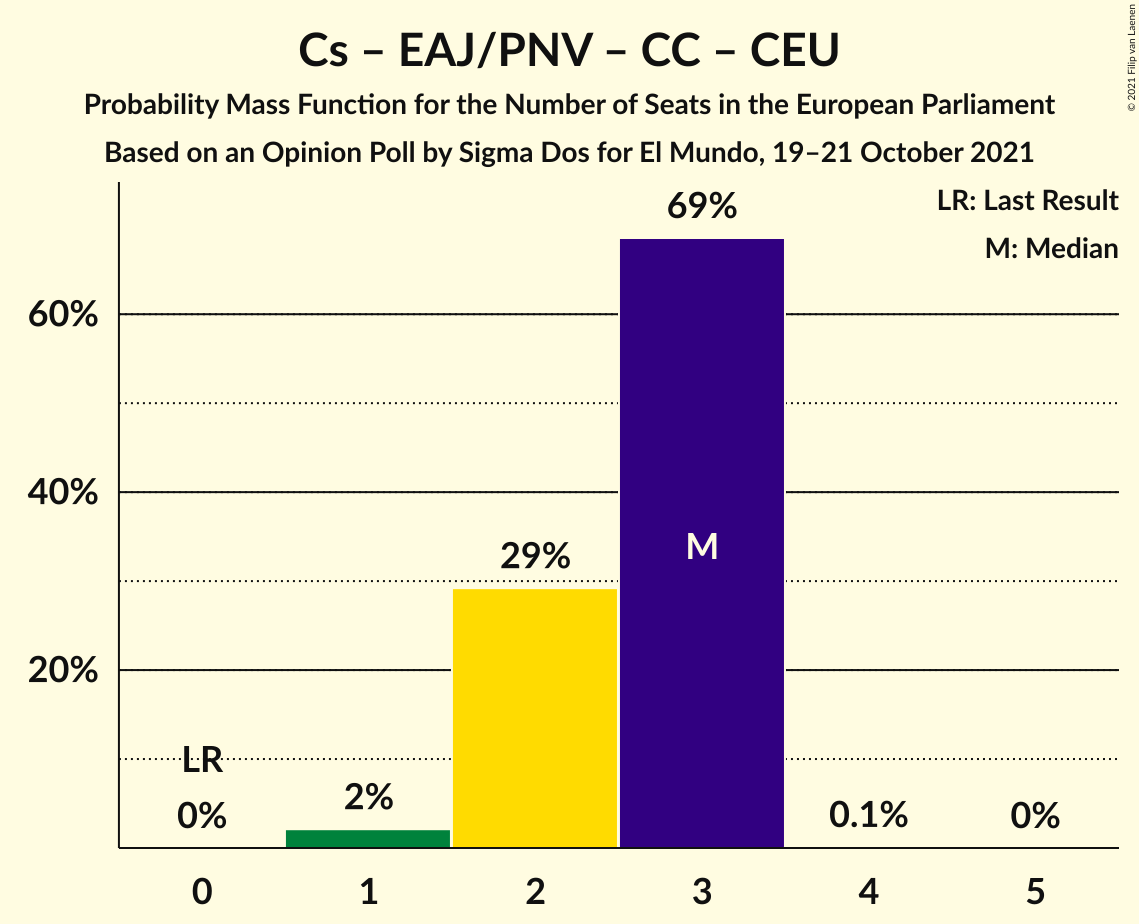 Cs – EAJ/PNV – CC – CEU
Probability Mass Function for the Number of Seats in the European Parliament
Based on an Opinion Poll by Sigma Dos for El Mundo, 19–21 October 2021
© 2021 Filip van Laenen
LR: Last Result
M: Median
69%
60%
40%
29%
M
20%
LR
0%
2%
0.1%
0%
0 1 2 3 4 5